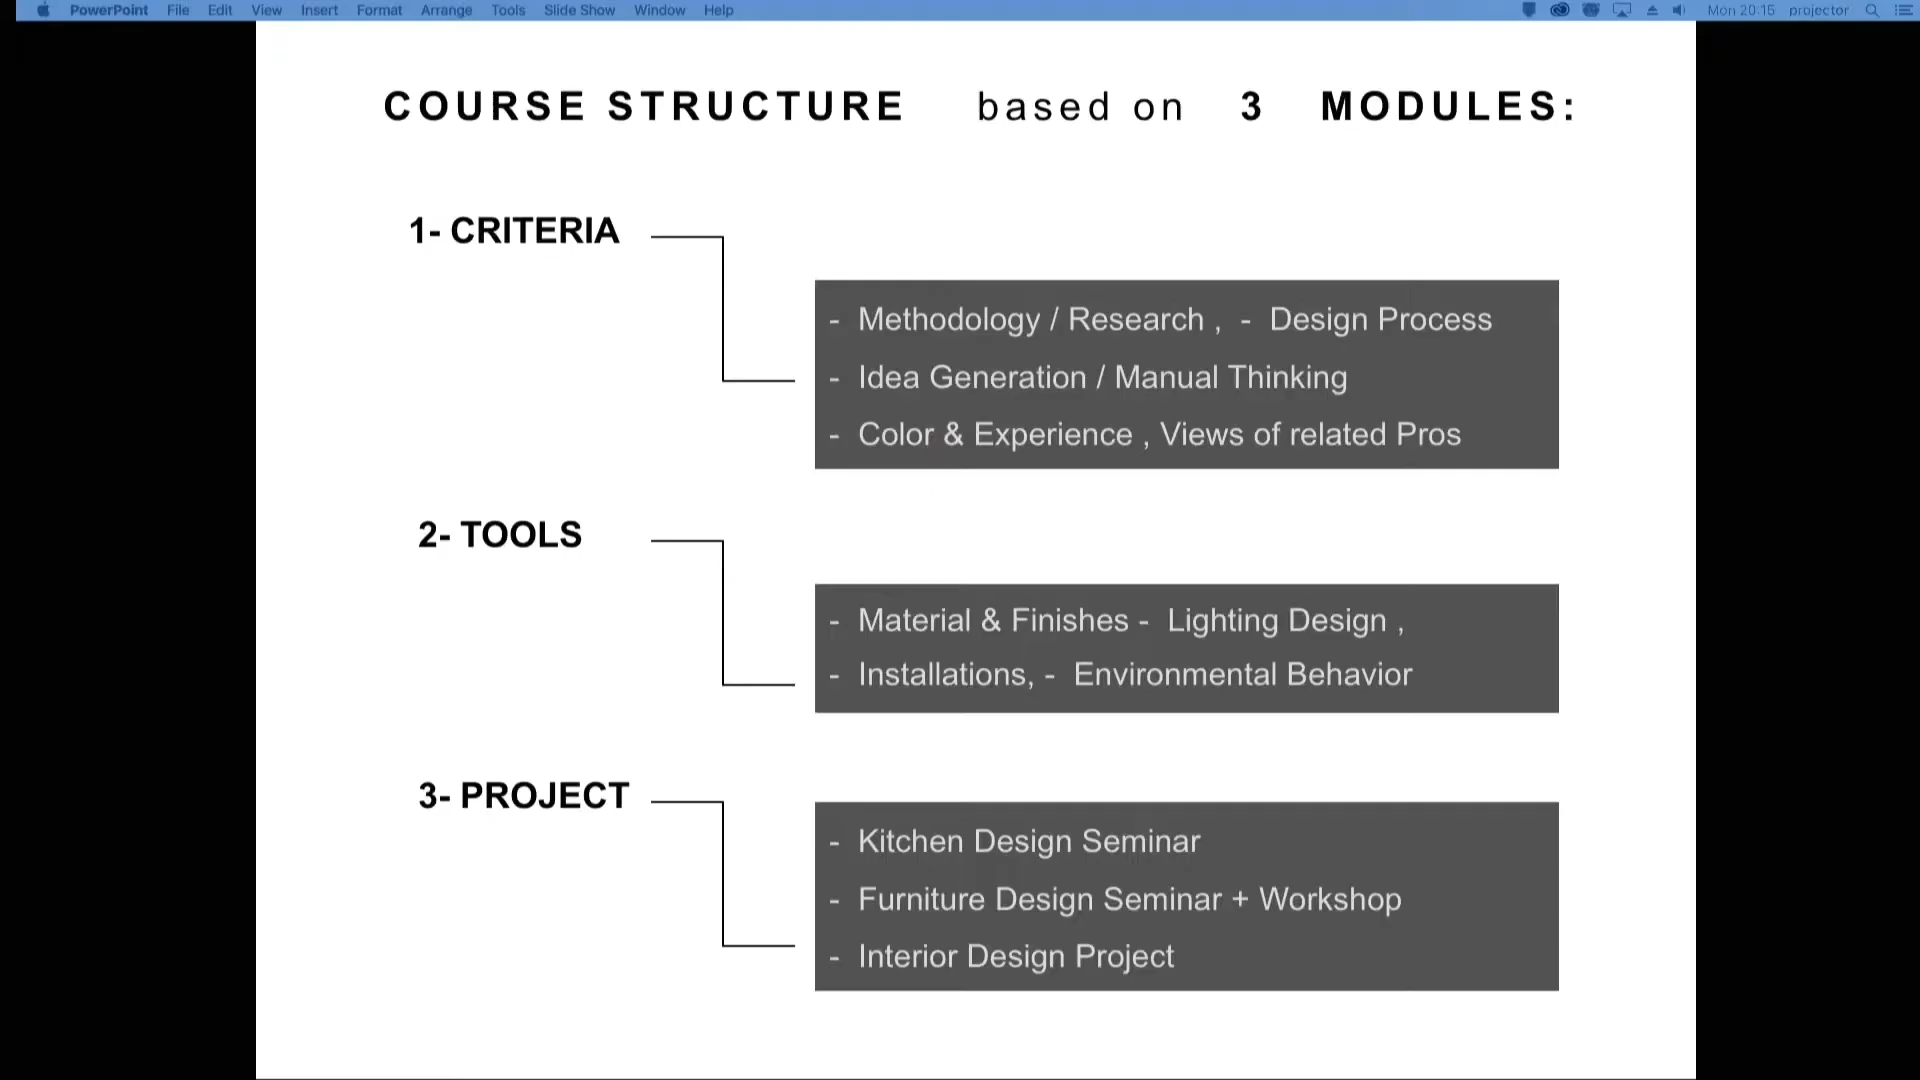 PowerPoint File Edit View Insert Format Arrange Tools Slide Show Window Help Mon 20:15 projector
COURSE STRUCTURE based on 3 MODULES:
1- CRITERIA
- Methodology / Research , - Design Process
- Idea Generation / Manual Thinking
- Color & Experience , Views of related Pros
2- TOOLS
- Material & Finishes - Lighting Design ,
- Installations, - Environmental Behavior
3- PROJECT
- Kitchen Design Seminar
- Furniture Design Seminar + Workshop
- Interior Design Project